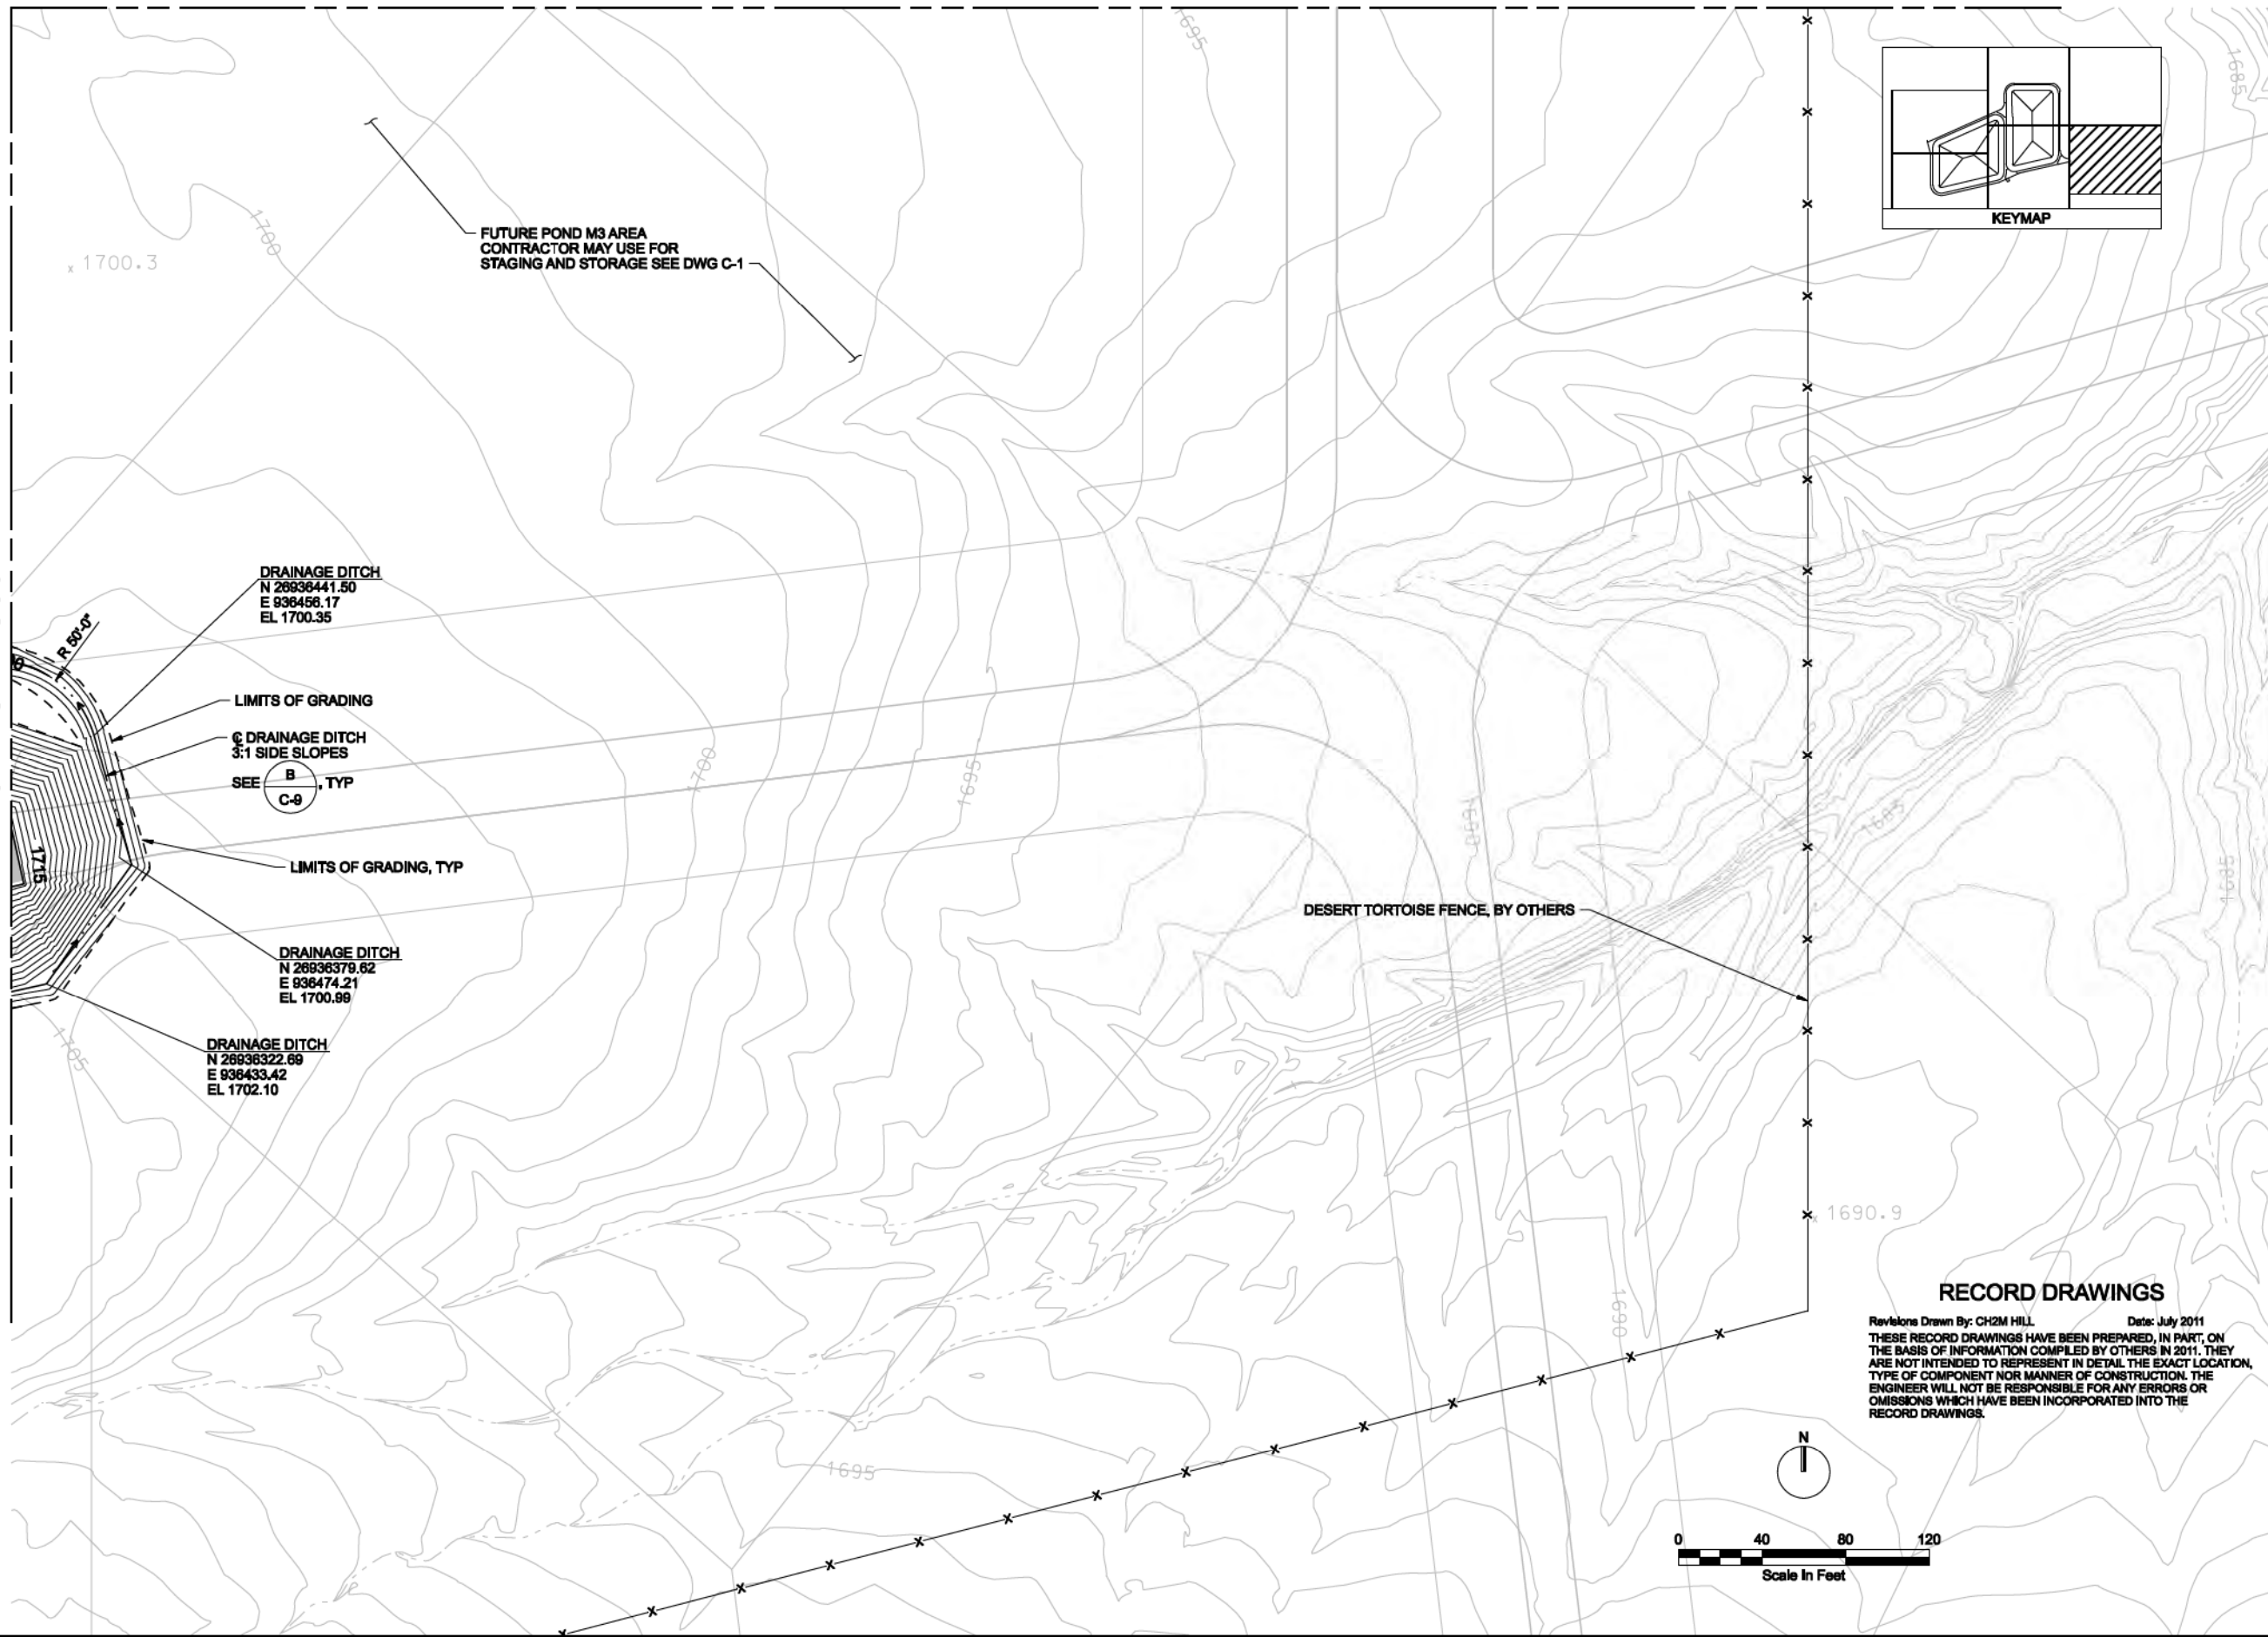 1695
1685
KEYMAP
1700
x 1700.3
FUTURE POND M3 AREA
CONTRACTOR MAY USE FOR
STAGING AND STORAGE SEE DWG C-1
DRAINAGE DITCH
N 26936441.50
E 936456.17
EL 1700.35
R 50'-0"
LIMITS OF GRADING
℄ DRAINAGE DITCH
3:1 SIDE SLOPES
SEE B C-9 , TYP
1700
1695
1690
1685
1685
1715
LIMITS OF GRADING, TYP
DESERT TORTOISE FENCE, BY OTHERS
DRAINAGE DITCH
N 26936379.62
E 936474.21
EL 1700.99
1705
DRAINAGE DITCH
N 26936322.69
E 936433.42
EL 1702.10
x 1690.9
1690
RECORD DRAWINGS
Revisions Drawn By: CH2M HILL Date: July 2011
THESE RECORD DRAWINGS HAVE BEEN PREPARED, IN PART, ON
THE BASIS OF INFORMATION COMPILED BY OTHERS IN 2011. THEY
ARE NOT INTENDED TO REPRESENT IN DETAIL THE EXACT LOCATION,
TYPE OF COMPONENT NOR MANNER OF CONSTRUCTION. THE
ENGINEER WILL NOT BE RESPONSIBLE FOR ANY ERRORS OR
OMISSIONS WHICH HAVE BEEN INCORPORATED INTO THE
RECORD DRAWINGS.
N
1695
0 40 80 120
Scale In Feet